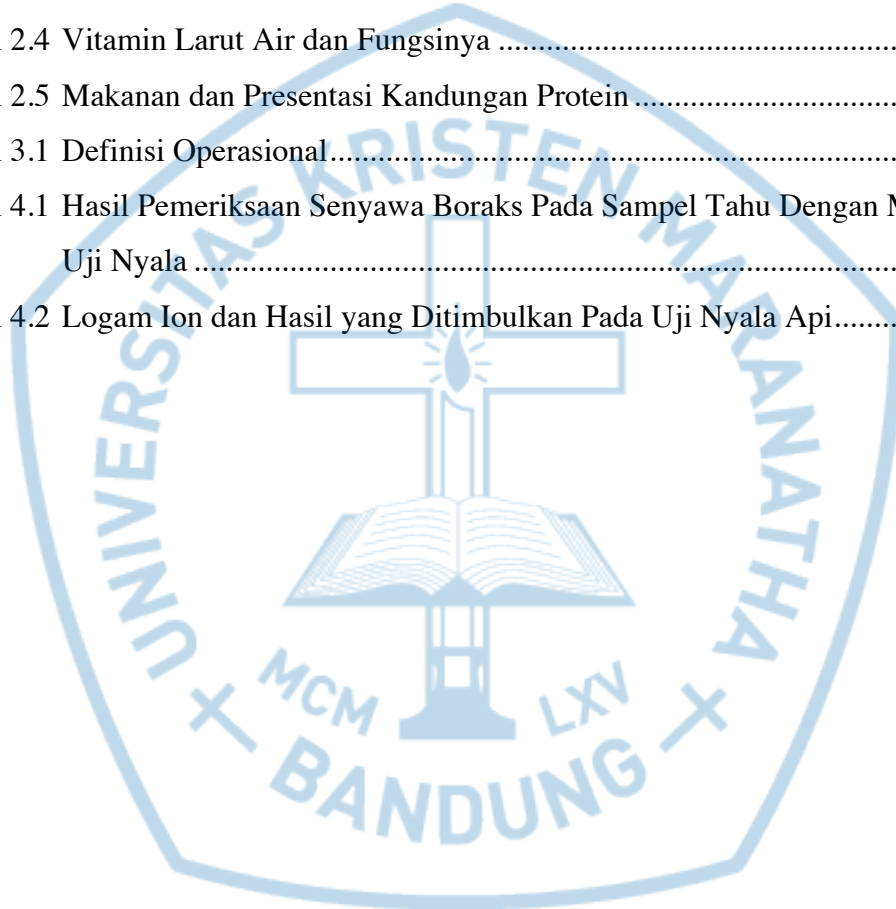 2.4 Vitamin Larut Air dan Fungsinya ..................................................
2.5 Makanan dan Presentasi Kandungan Protein ................................
3.1 Definisi Operasional......................................................................
4.1 Hasil Pemeriksaan Senyawa Boraks Pada Sampel Tahu Dengan
Uji Nyala .......................................................................................
4.2 Logam Ion dan Hasil yang Ditimbulkan Pada Uji Nyala Api........
UNIVERSITAS KRISTEN MARANATHA
MCM LXV
BANDUNG